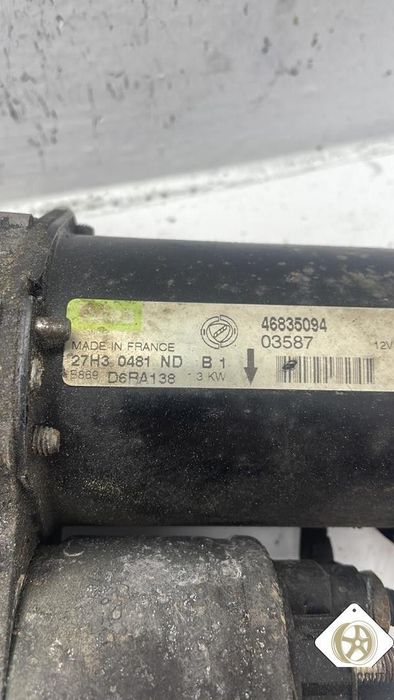 46835094
MADE IN FRANCE 03587 12V
27H3 0481 ND B 1
D6RA138 3 KW